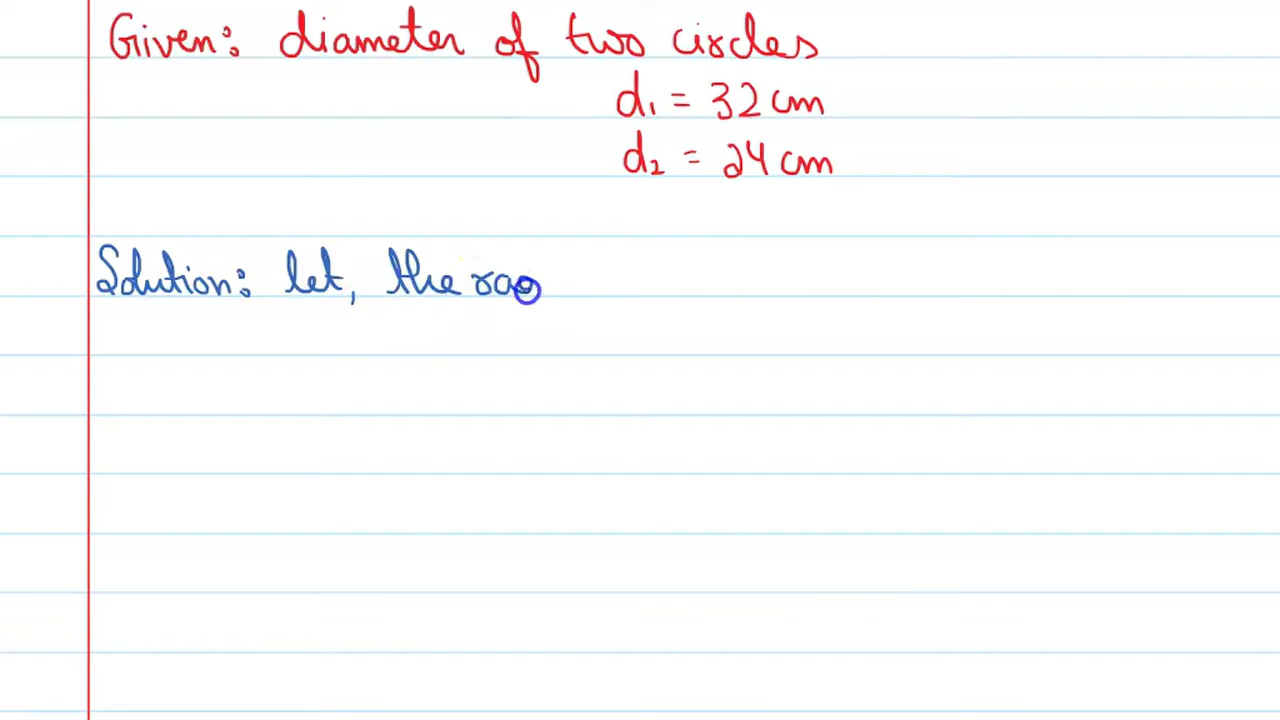 Given: diameter of two circles
d₁ = 32 cm
d₂ = 24 cm
Solution: let, the